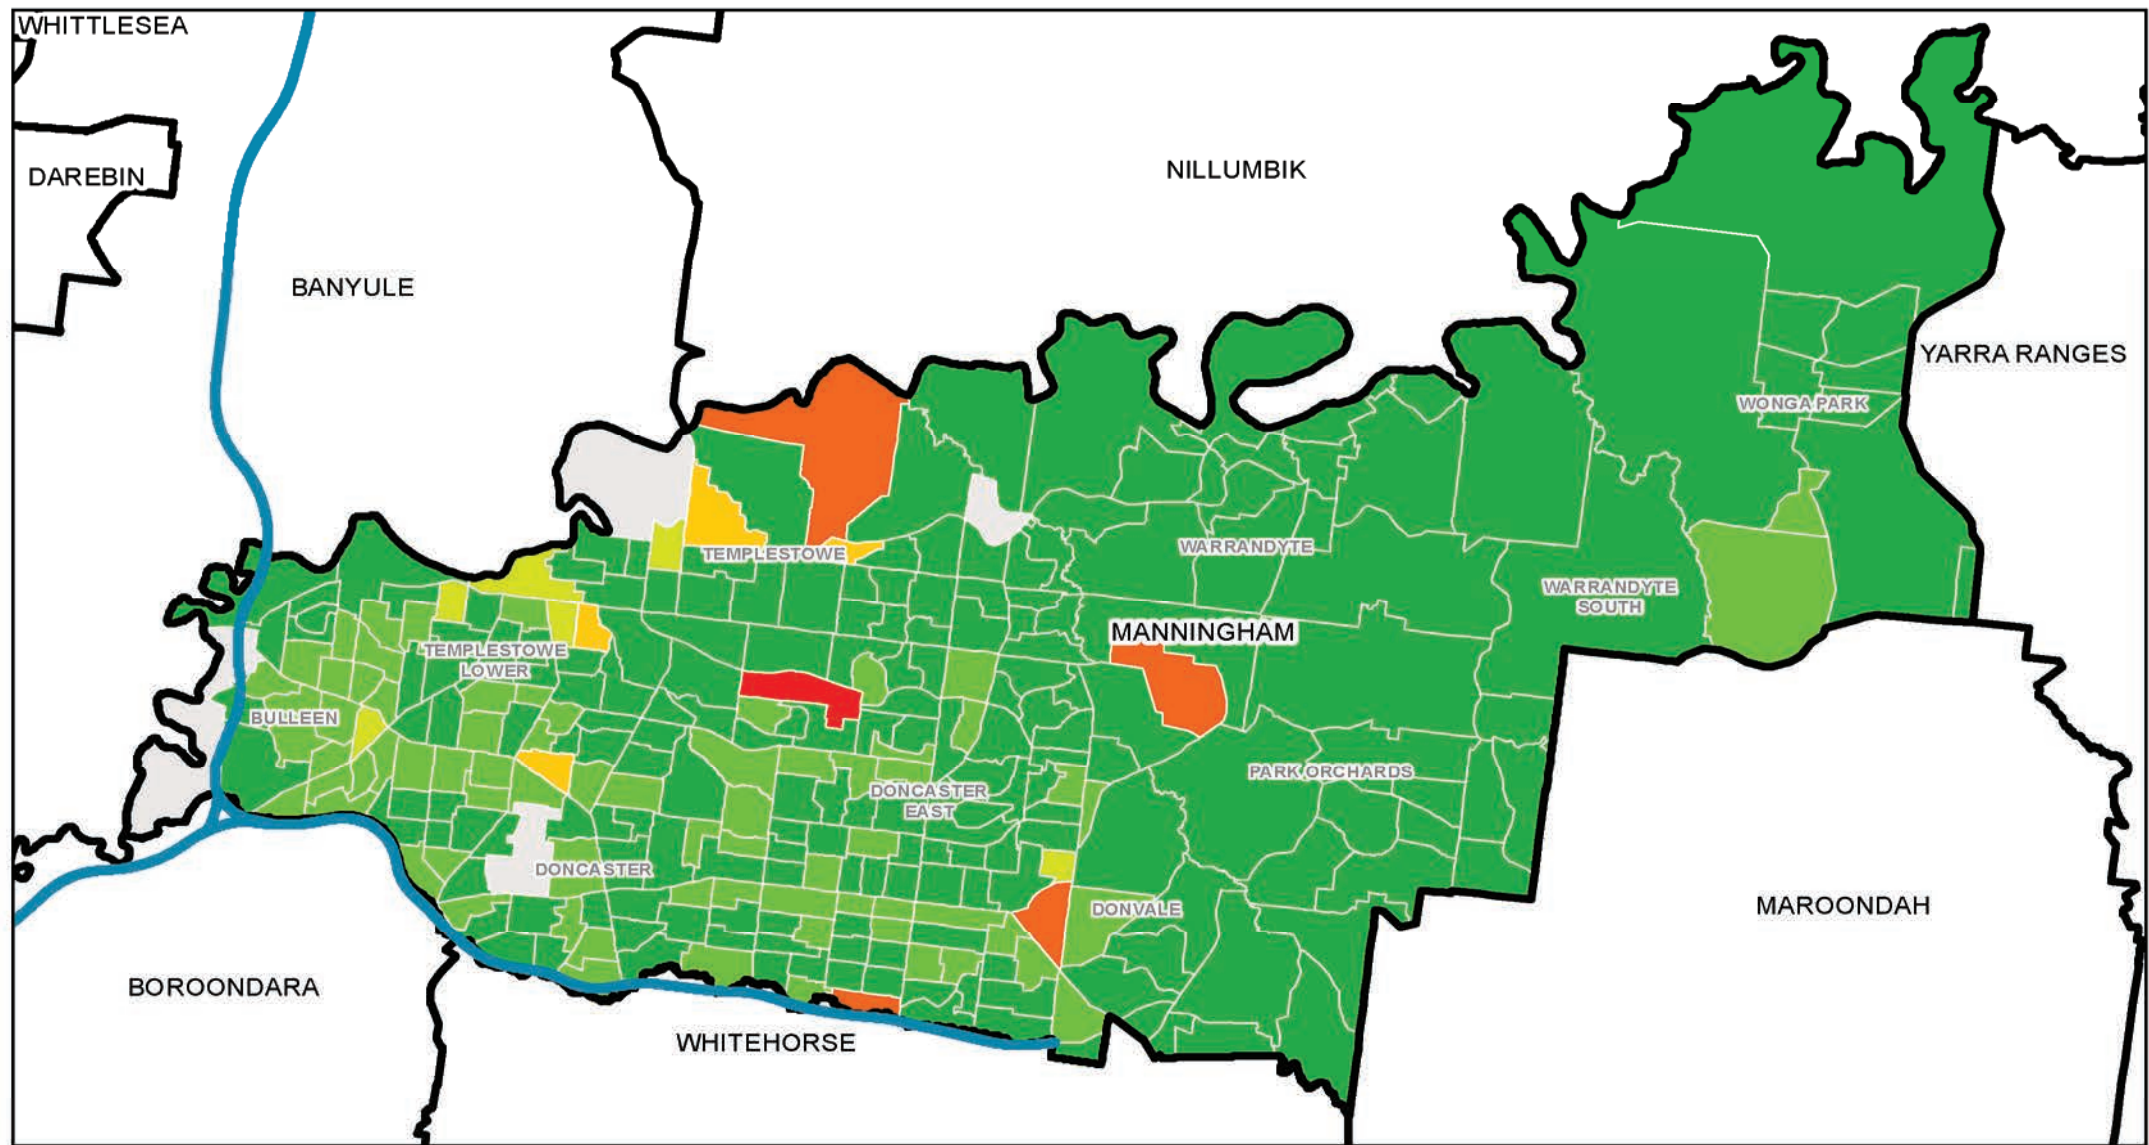 WHITTLESEA
DAREBIN
NILLUMBIK
BANYULE
YARRA RANGES
WONGA PARK
TEMPLESTOWE
WARRANDYTE
WARRANDYTE
SOUTH
MANNINGHAM
TEMPLESTOWE
LOWER
BULLEEN
PARK ORCHARDS
DONCASTER
EAST
DONCASTER
DONVALE
MAROONDAH
BOROONDARA
WHITEHORSE